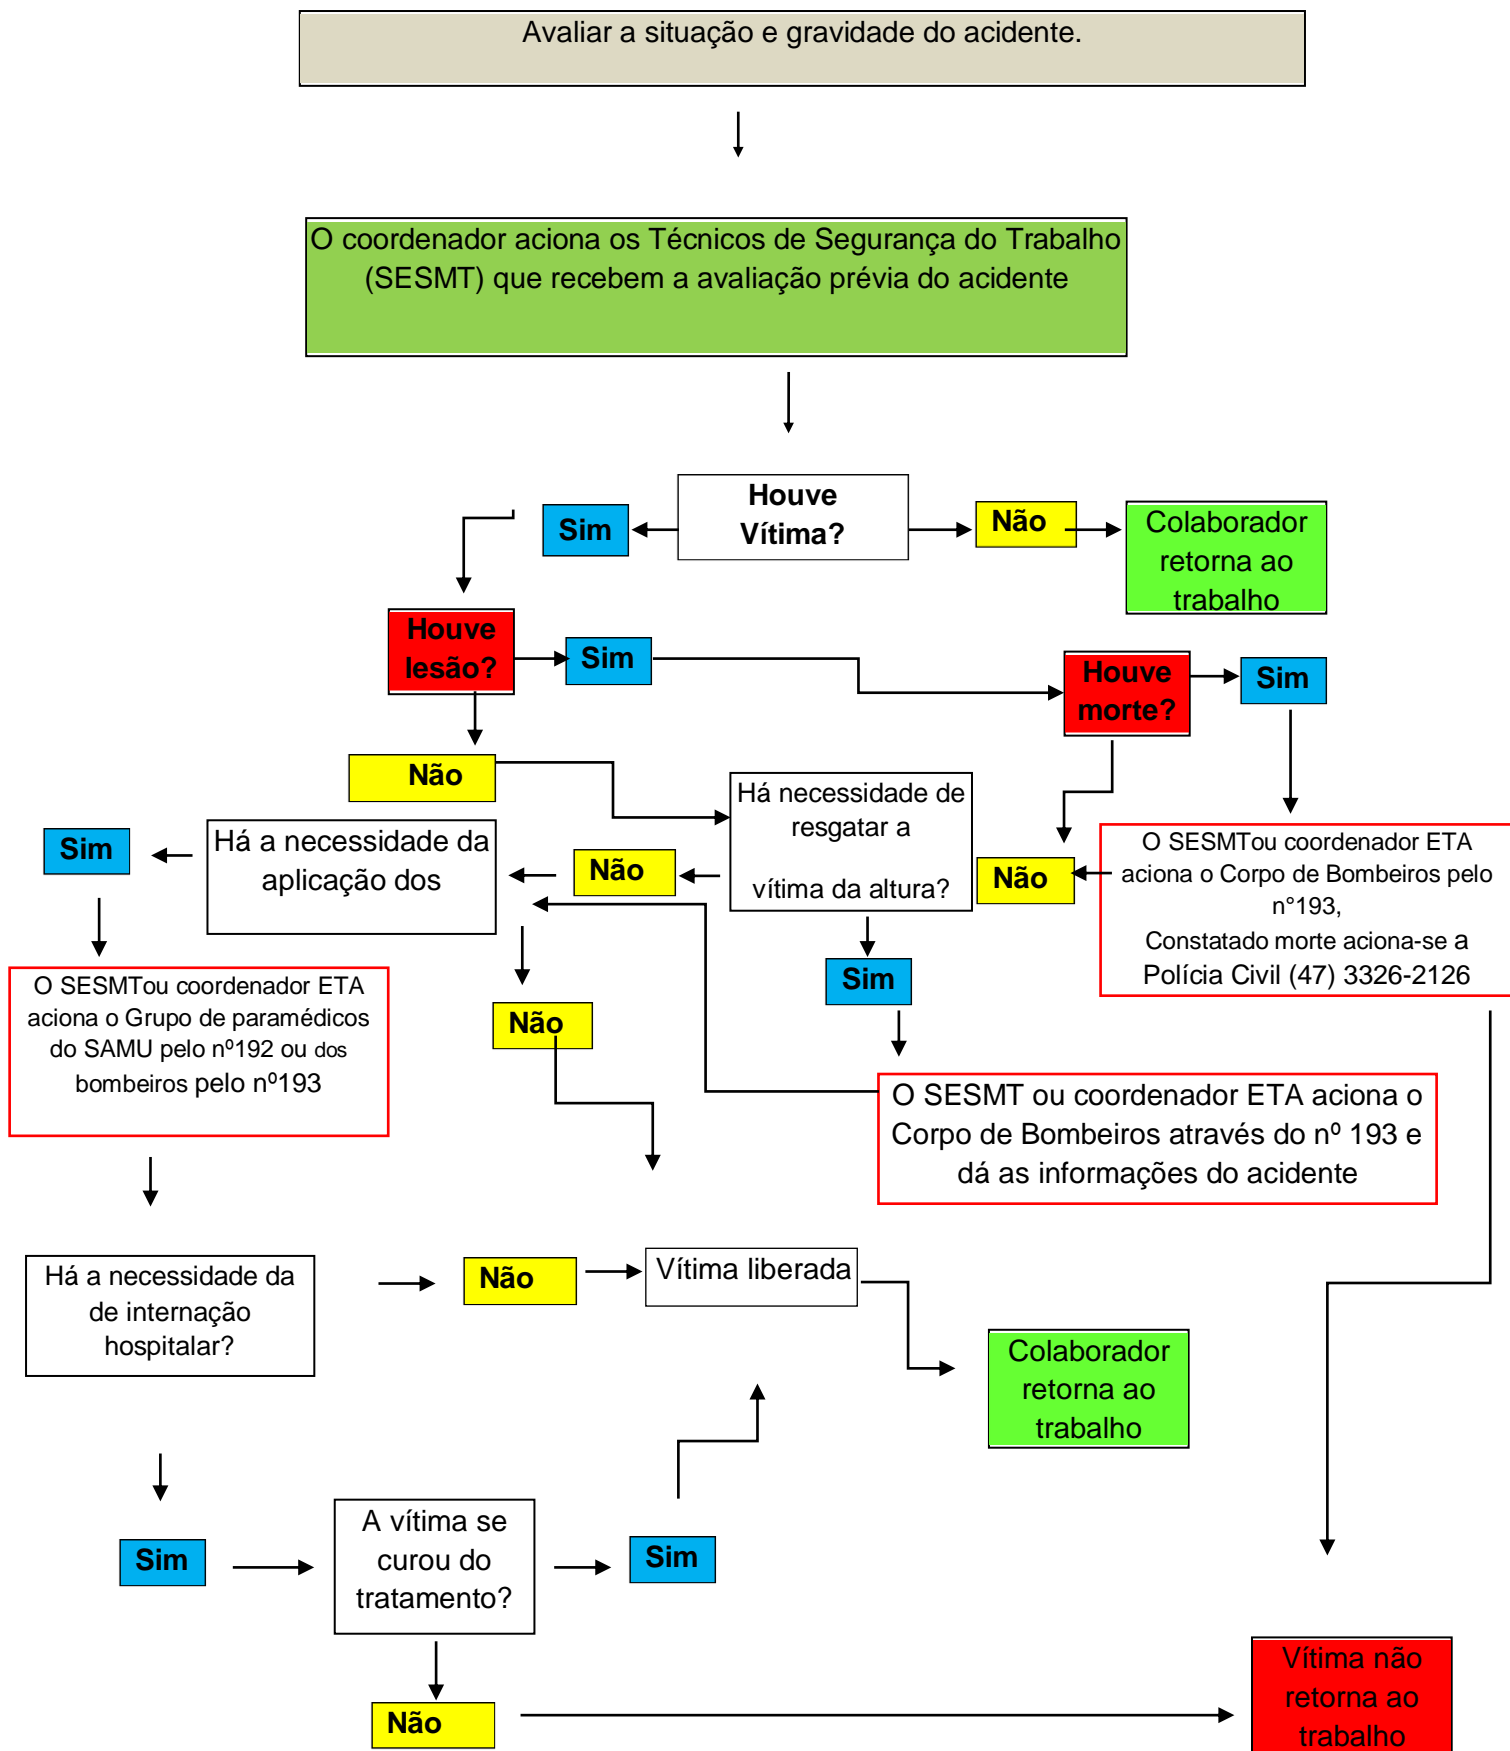 Avaliar a situação e gravidade do acidente.
O coordenador aciona os Técnicos de Segurança do Trabalho
(SESMT) que recebem a avaliação prévia do acidente
Houve
Vítima?
Sim
Não
Colaborador
retorna ao
trabalho
Houve
lesão?
Sim
Houve
morte?
Sim
Não
Há necessidade de
resgatar a
vítima da altura?
Sim
Há a necessidade da
aplicação dos
Não
Não
O SESMTou coordenador ETA
aciona o Corpo de Bombeiros pelo
n°193,
Constatado morte aciona-se a
Polícia Civil (47) 3326-2126
Sim
O SESMTou coordenador ETA
aciona o Grupo de paramédicos
do SAMU pelo nº192 ou dos
bombeiros pelo nº193
Não
O SESMT ou coordenador ETA aciona o
Corpo de Bombeiros através do nº 193 e
dá as informações do acidente
Há a necessidade da
de internação
hospitalar?
Não
Vítima liberada
Colaborador
retorna ao
trabalho
Sim
A vítima se
curou do
tratamento?
Sim
Não
Vítima não
retorna ao
trabalho